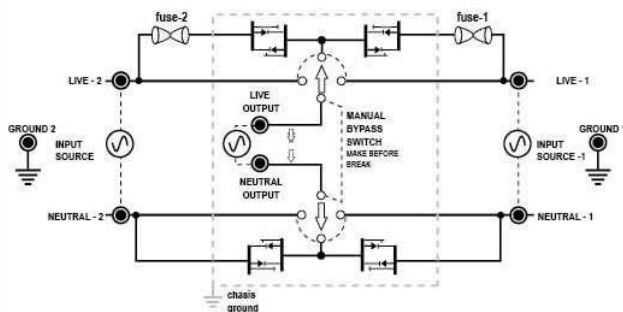 fuse-2
fuse-1
LIVE - 2
LIVE
OUTPUT
LIVE - 1
MANUAL
BYPASS
SWITCH
MAKE BEFORE
BREAK
GROUND 2
INPUT
SOURCE
INPUT
SOURCE -1
GROUND
NEUTRAL
OUTPUT
NEUTRAL - 2
NEUTRAL - 1
chasis
ground